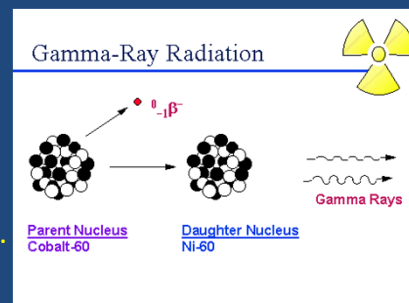 Gamma-Ray Radiation
⁰₋₁β⁻
Gamma Rays
Parent Nucleus
Cobalt-60
Daughter Nucleus
Ni-60